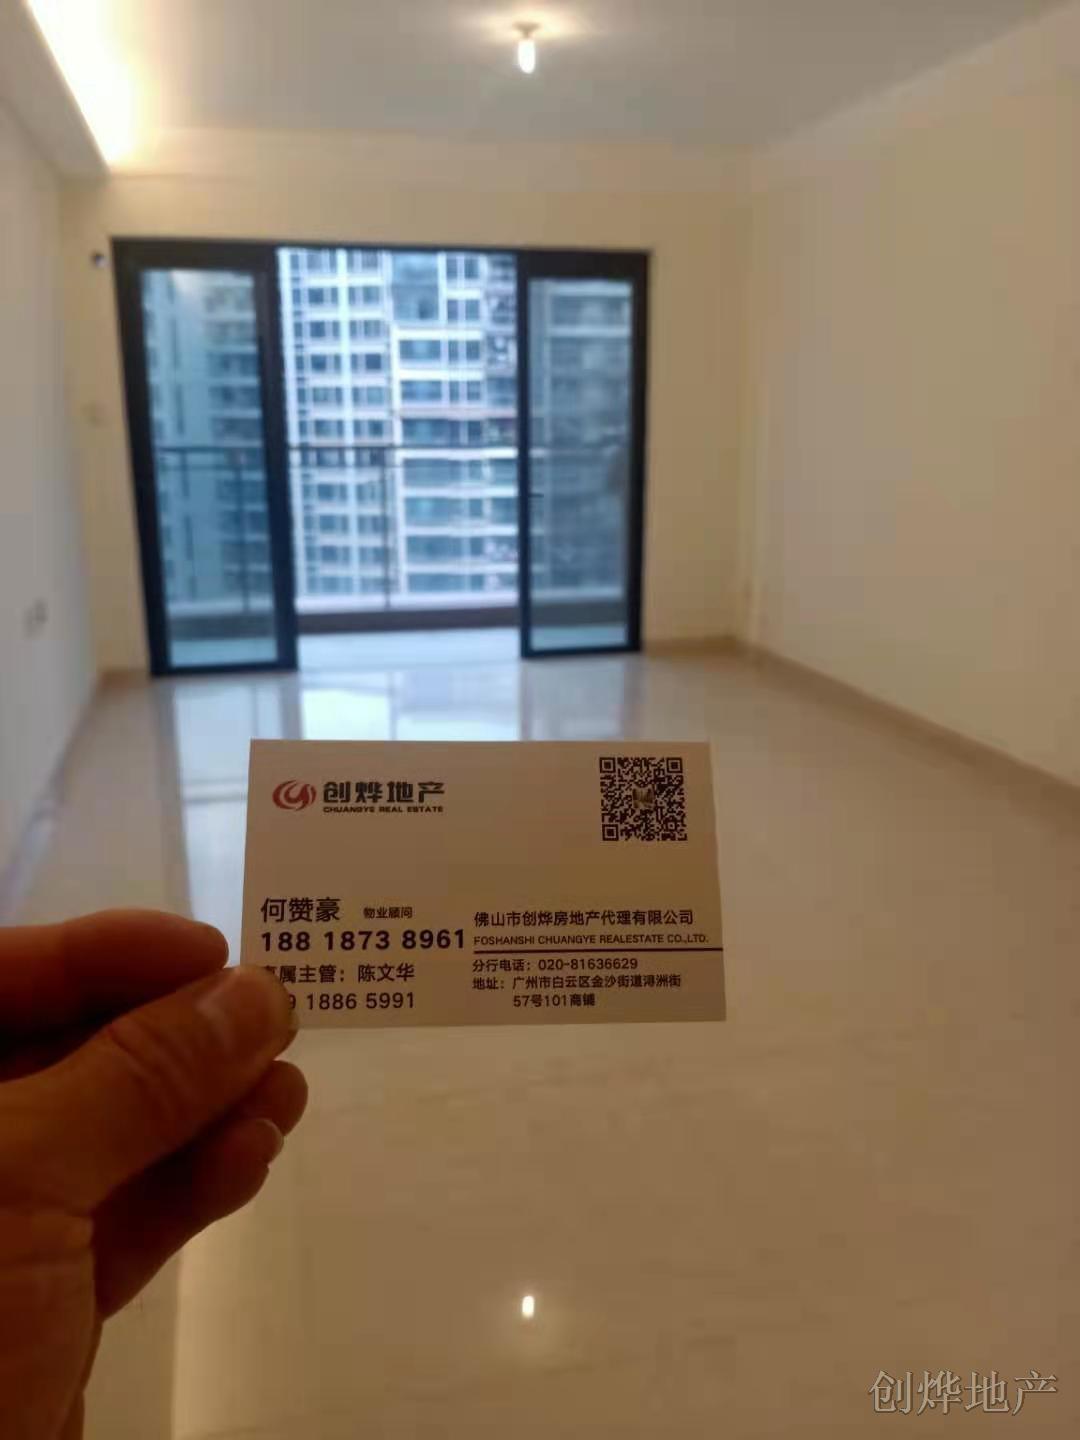 创烨地产
CHUANGYE REAL ESTATE
何赞豪 物业顾问
188 1873 8961
属主管：陈文华
1886 5991
佛山市创烨房地产代理有限公司
FOSHANSHI CHUANGYE REALESTATE CO.,LTD.
分行电话：020-81636629
地址：广州市白云区金沙街道浔洲街
57号101商铺
创烨地产